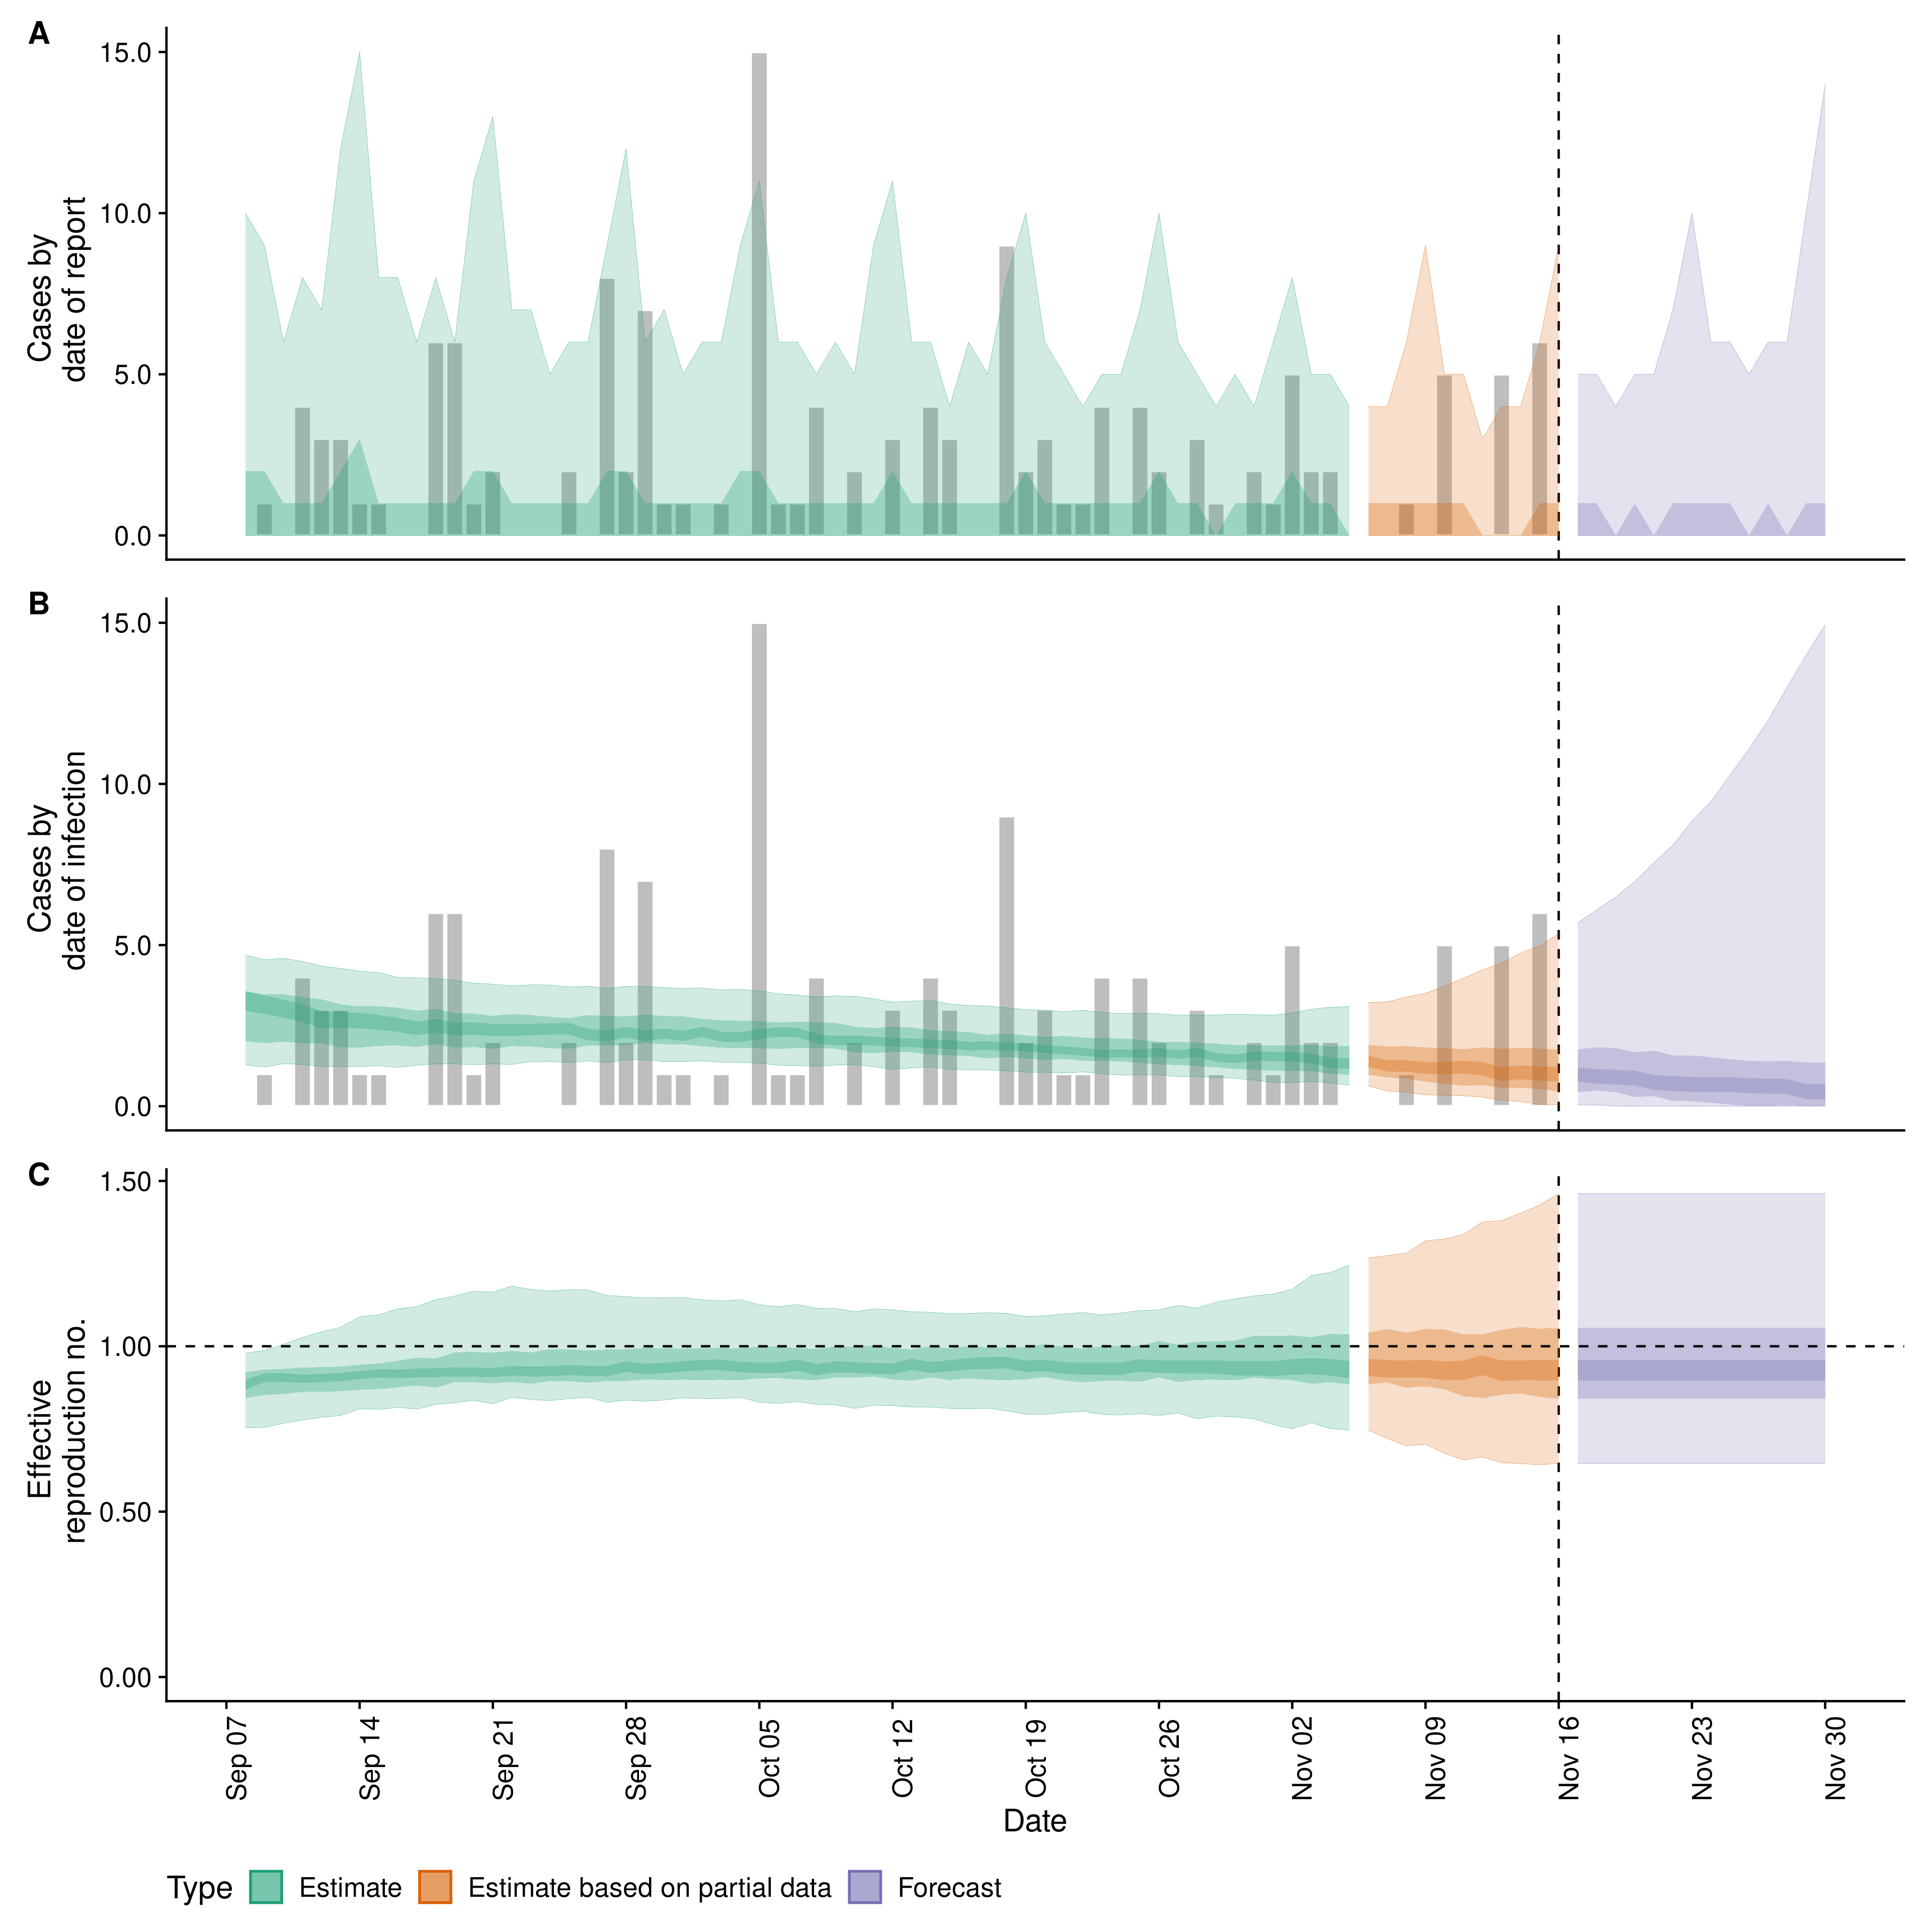 A
Cases by
date of report
15.0
10.0
5.0
0.0
B
Cases by
date of infection
15.0
10.0
5.0
0.0
C
Effective
reproduction no.
1.50
1.00
0.50
0.00
Sep 07
Sep 14
Sep 21
Sep 28
Oct 05
Oct 12
Oct 19
Oct 26
Nov 02
Nov 09
Nov 16
Nov 23
Nov 30
Date
Type Estimate Estimate based on partial data Forecast